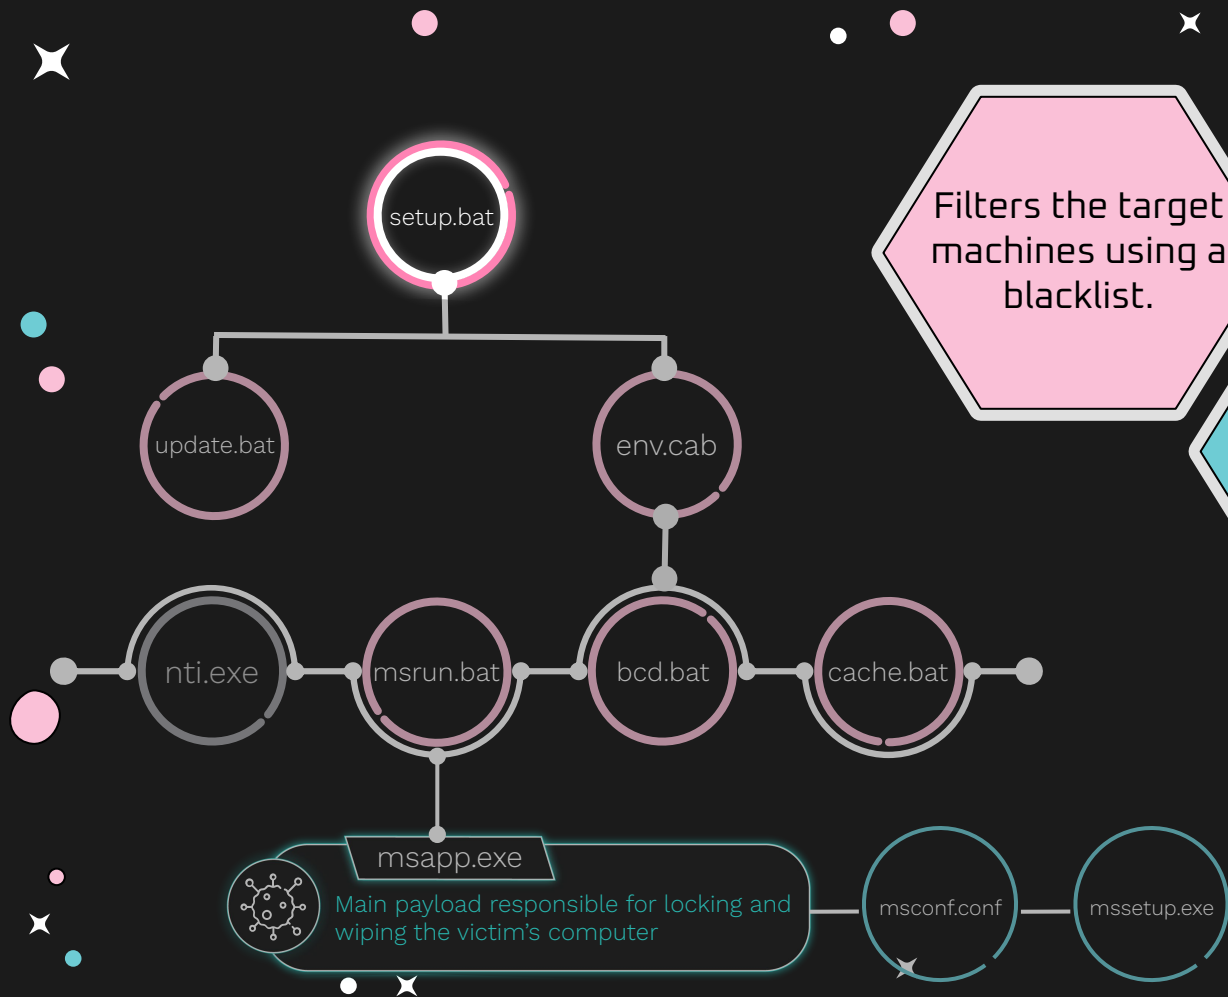 setup.bat
Filters the target
machines using a
blacklist.
update.bat
env.cab
nti.exe
msrun.bat
bcd.bat
cache.bat
msapp.exe
Main payload responsible for locking and
wiping the victim's computer
msconf.conf
mssetup.exe